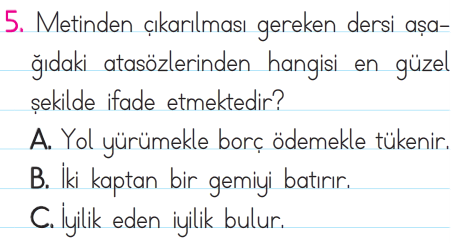 5. Metinden çıkarılması gereken dersi aşa-
ğıdaki atasözlerinden hangisi en güzel
şekilde ifade etmektedir?
A. Yol yürümekle borç ödemekle tükenir.
B. İki kaptan bir gemiyi batırır.
C. İyilik eden iyilik bulur.